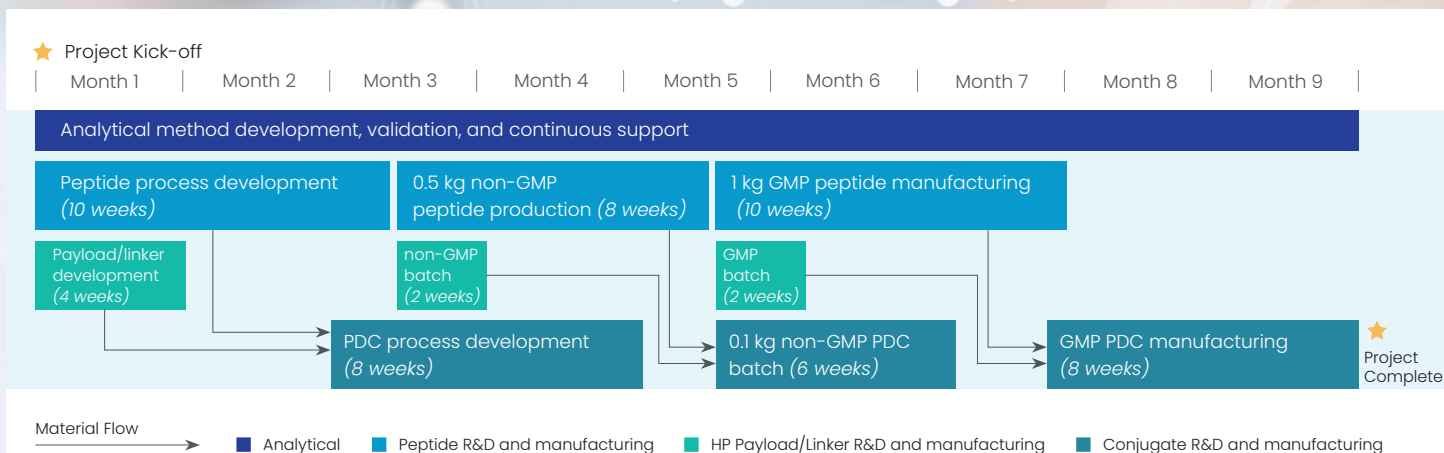 Project Kick-off
Month 1 Month 2 Month 3 Month 4 Month 5 Month 6 Month 7 Month 8 Month 9
Analytical method development, validation, and continuous support
Peptide process development
(10 weeks)
0.5 kg non-GMP
peptide production (8 weeks)
1 kg GMP peptide manufacturing
(10 weeks)
Payload/linker
development
(4 weeks)
non-GMP
batch
(2 weeks)
GMP
batch
(2 weeks)
PDC process development
(8 weeks)
0.1 kg non-GMP PDC
batch (6 weeks)
GMP PDC manufacturing
(8 weeks)
Project
Complete
Material Flow
Analytical
Peptide R&D and manufacturing
HP Payload/Linker R&D and manufacturing
Conjugate R&D and manufacturing